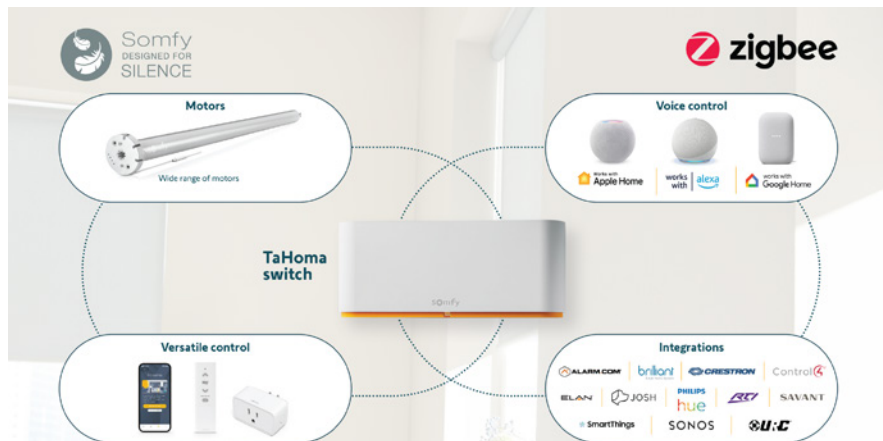 Somfy
DESIGNED FOR
SILENCE
zigbee
Motors
Wide range of motors
Voice control
Works with
Apple Home
works
with
alexa
works with
Google Home
TaHoma
switch
somfy
Versatile control
Integrations
ALARM.COM
brilliant
CRESTRON
Control4
ELAN
JOSH
PHILIPS
hue
RTI
SAVANT
SmartThings
SONOS
URC